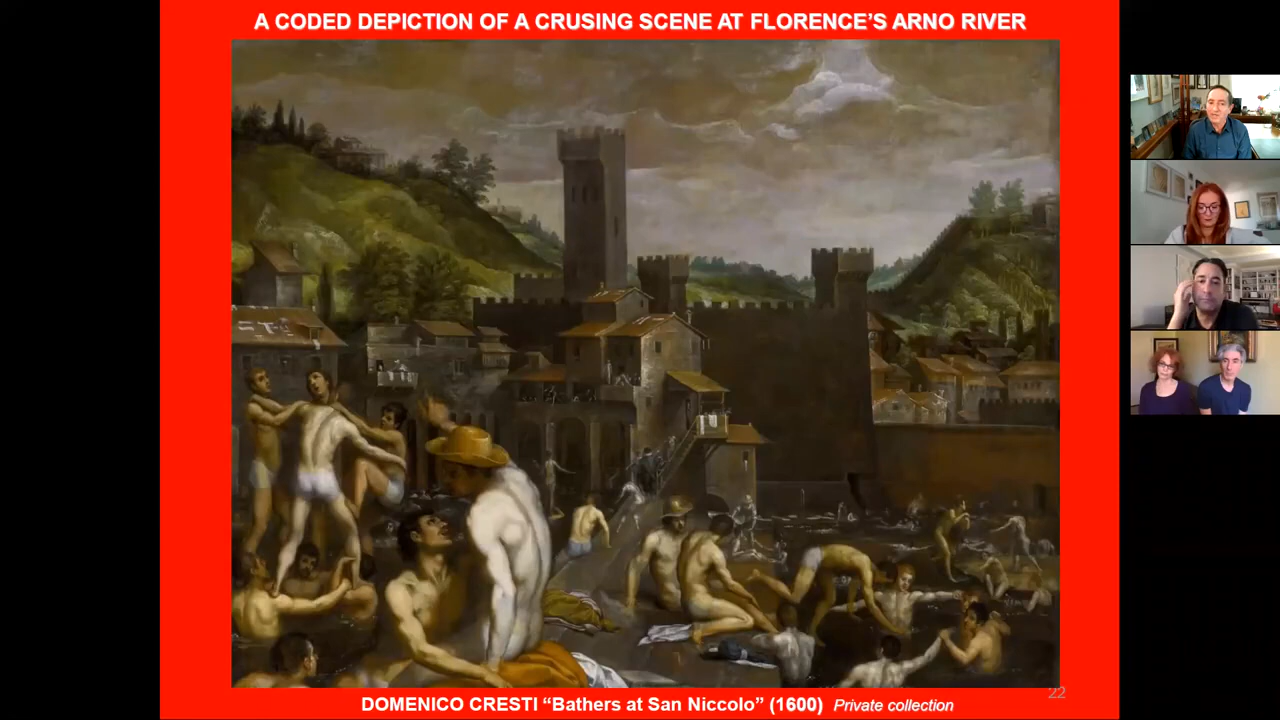 A CODED DEPICTION OF A CRUSING SCENE AT FLORENCE'S ARNO RIVER
22
DOMENICO CRESTI “Bathers at San Niccolo” (1600) Private collection